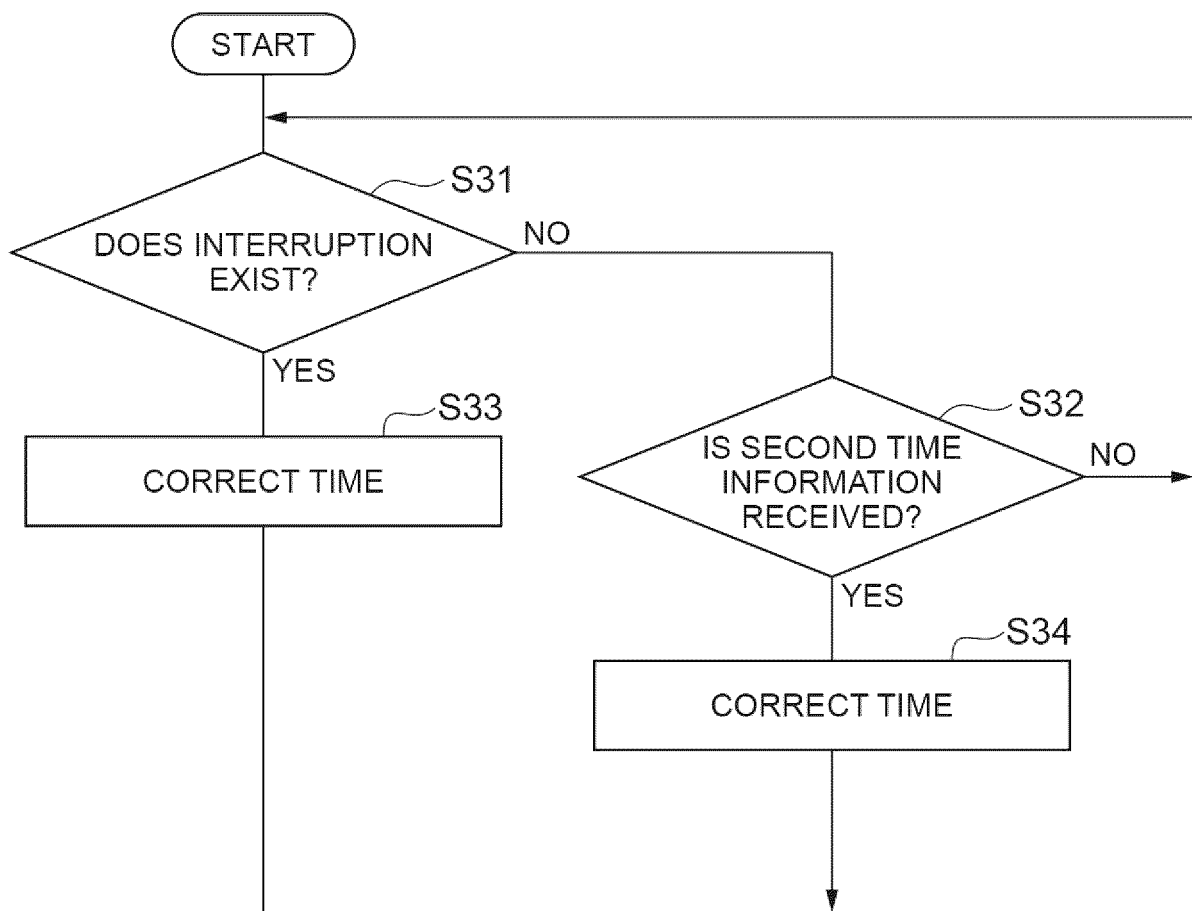 START
S31
DOES INTERRUPTION
EXIST?
NO
YES
S33
CORRECT TIME
S32
IS SECOND TIME
INFORMATION
RECEIVED?
NO
YES
S34
CORRECT TIME